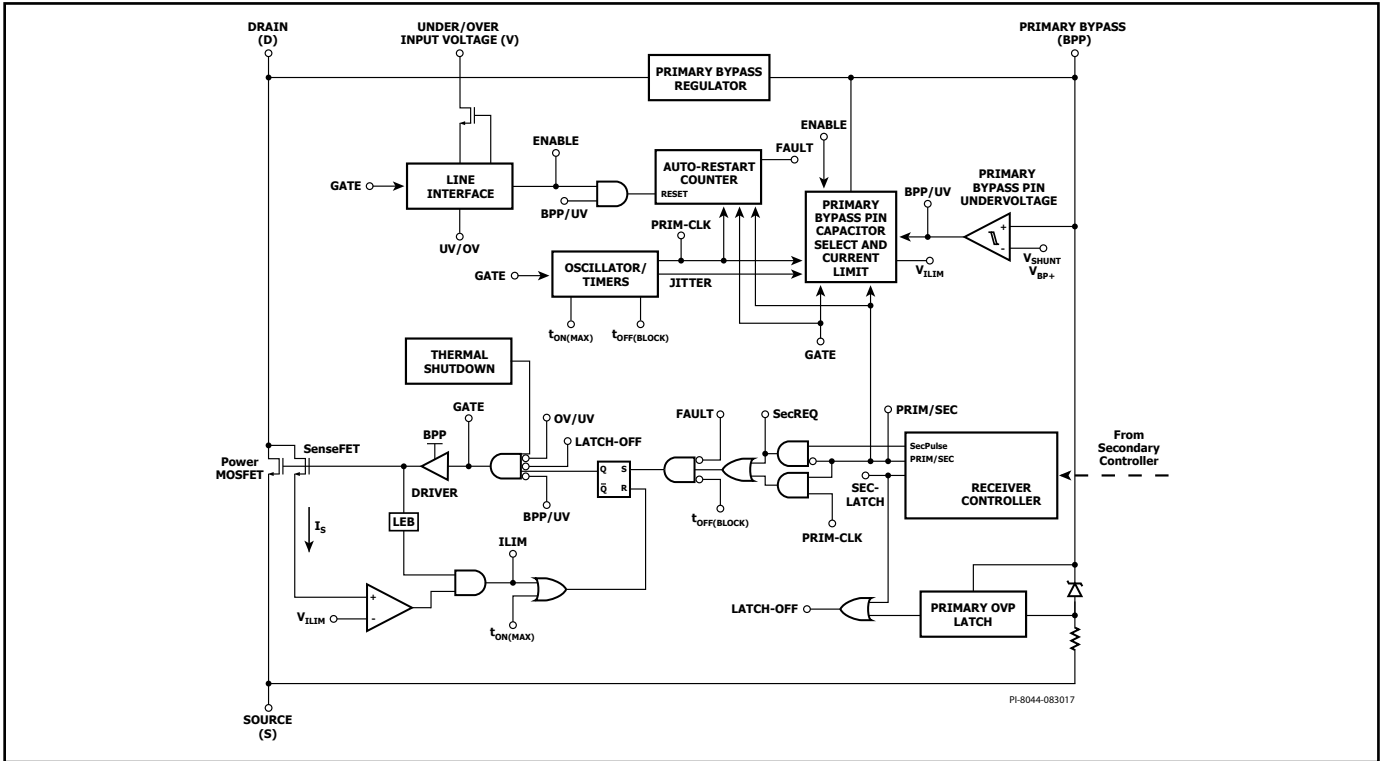 DRAIN
(D)
UNDER/OVER
INPUT VOLTAGE (V)
PRIMARY BYPASS
(BPP)
PRIMARY BYPASS
REGULATOR
ENABLE
ENABLE
FAULT
AUTO-RESTART
COUNTER
RESET
GATE
LINE
INTERFACE
BPP/UV
UV/OV
PRIM-CLK
PRIMARY
BYPASS PIN
CAPACITOR
SELECT AND
CURRENT
LIMIT
BPP/UV
PRIMARY
BYPASS PIN
UNDERVOLTAGE
+
-
VSHUNT
VBP+
VILIM
GATE
OSCILLATOR/
TIMERS
JITTER
tON(MAX)
tOFF(BLOCK)
GATE
THERMAL
SHUTDOWN
GATE
OV/UV
LATCH-OFF
FAULT
SecREQ
PRIM/SEC
BPP
SenseFET
Power
MOSFET
DRIVER
Q
S
Q
R
SecPulse
PRIM/SEC
RECEIVER
CONTROLLER
From
Secondary
Controller
SEC-
LATCH
LEB
BPP/UV
tOFF(BLOCK)
PRIM-CLK
IS
ILIM
+
-
VILIM
tON(MAX)
LATCH-OFF
PRIMARY OVP
LATCH
SOURCE
(S)
PI-8044-083017